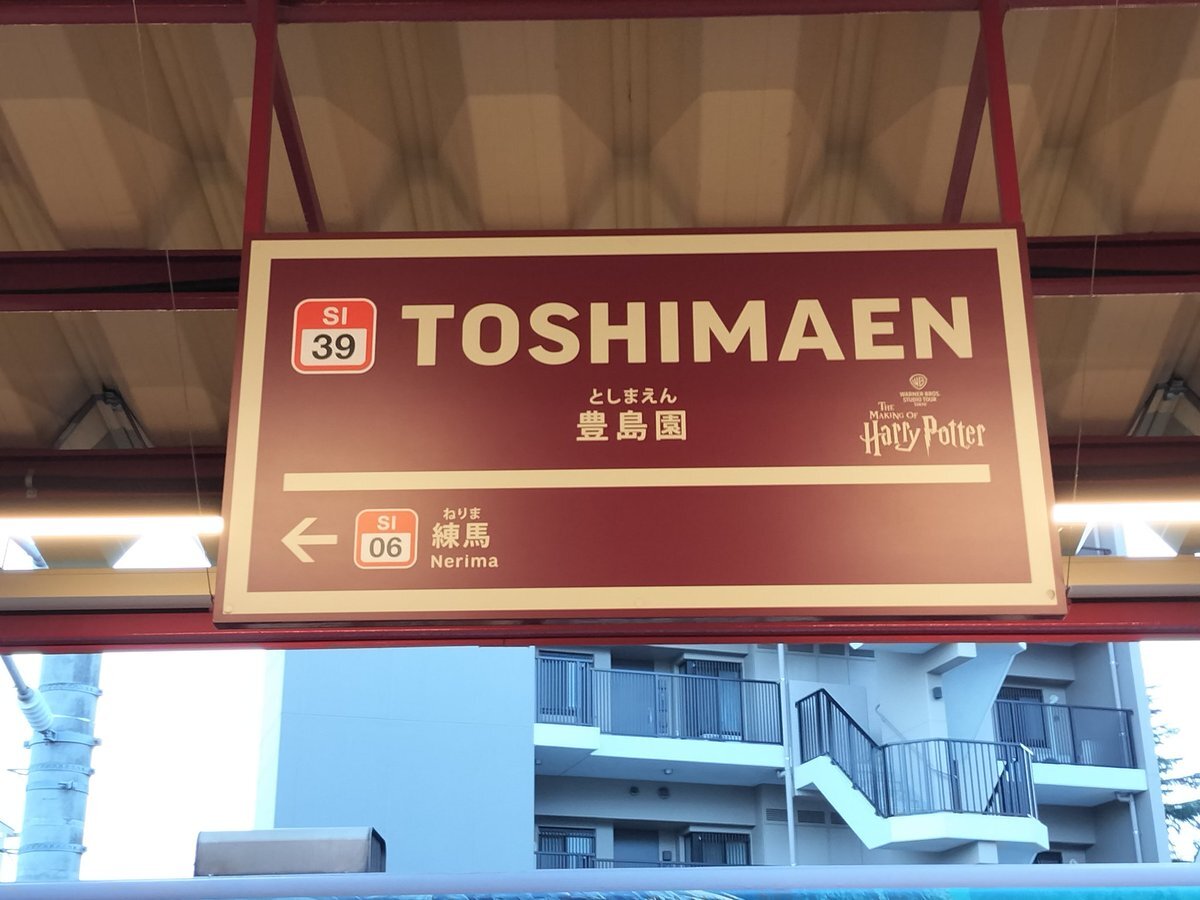 SI
39
TOSHIMAEN
としまえん
豊島園
WB
WARNER BROS.
STUDIO TOUR
TOKYO
THE
MAKING OF
Harry Potter
SI
06
ねりま
練馬
Nerima